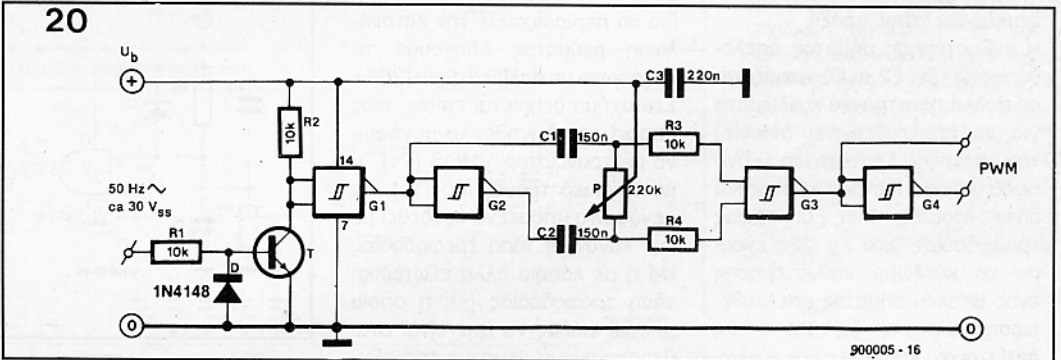 20
U_b
+
C3 220n
10k R2
14
C1 150n
R3
10k
50 Hz ~
ca 30 V_ss
G1
G2
P 220k
G3
G4
PWM
7
R1
10k
T
C2 150n
R4
10k
D
1N4148
0
0
900005 - 16